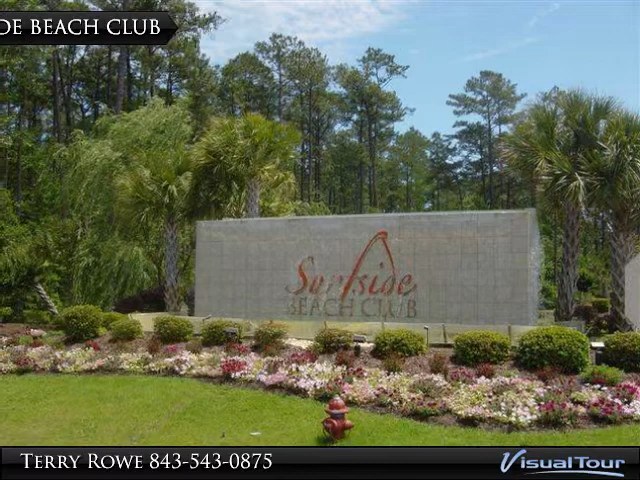 DE BEACH CLUB
Surfside
BEACH CLUB
TERRY ROWE 843-543-0875
VISUALTOUR